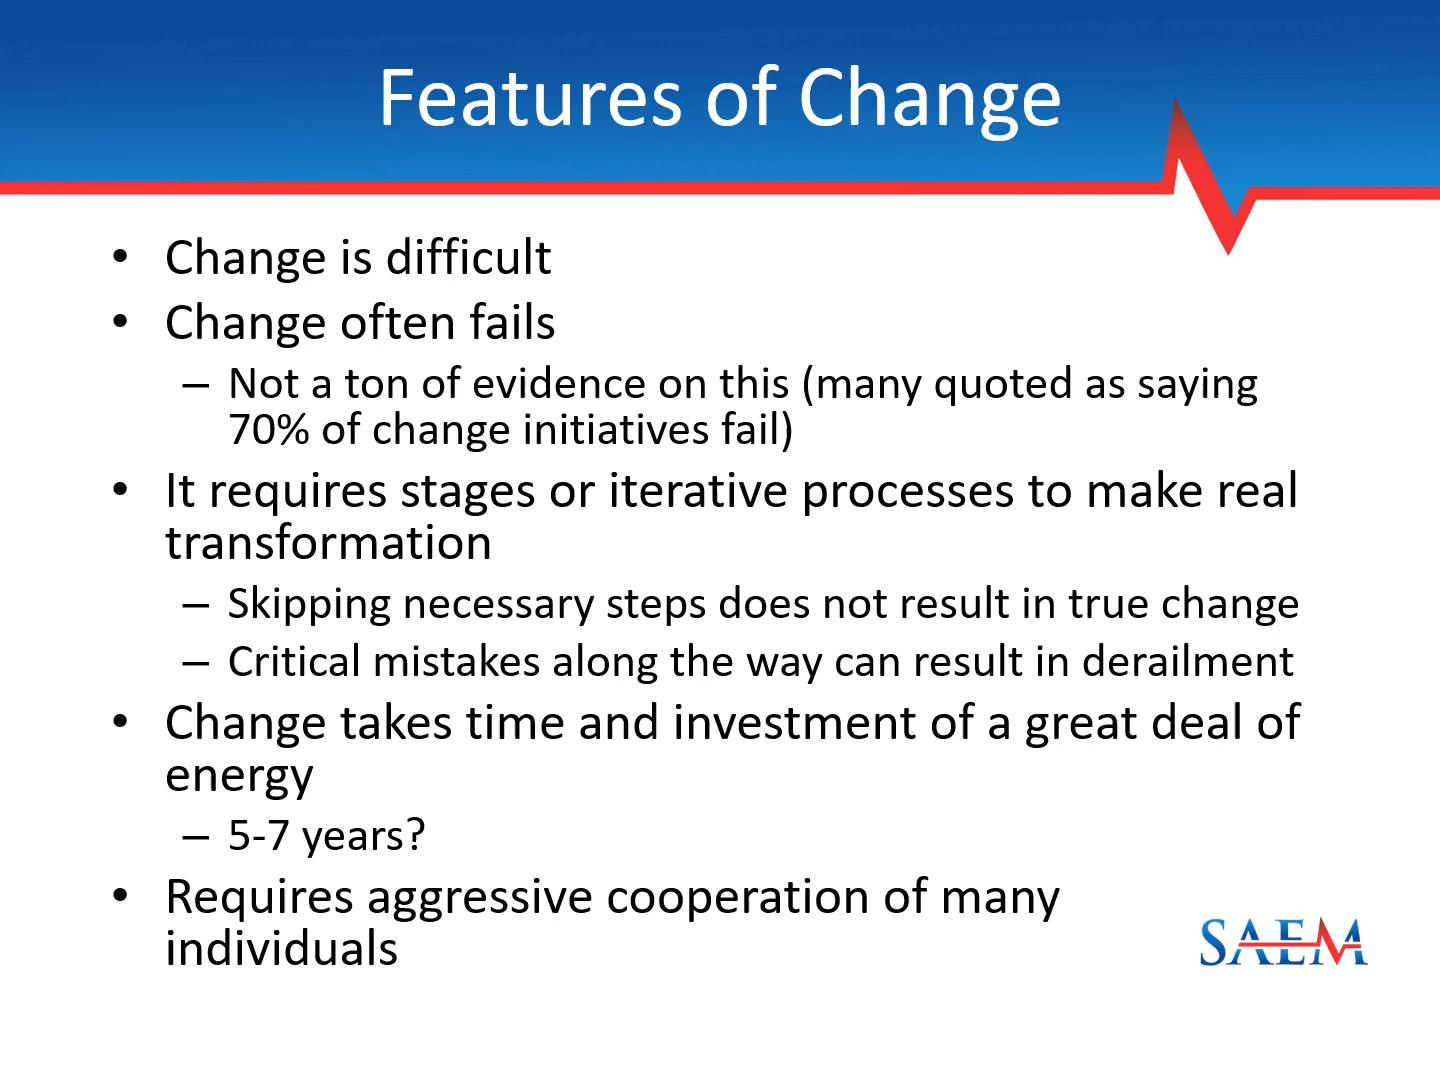 Features of Change
• Change is difficult
• Change often fails
– Not a ton of evidence on this (many quoted as saying
70% of change initiatives fail)
• It requires stages or iterative processes to make real
transformation
– Skipping necessary steps does not result in true change
– Critical mistakes along the way can result in derailment
• Change takes time and investment of a great deal of
energy
– 5-7 years?
• Requires aggressive cooperation of many
individuals
SAEM